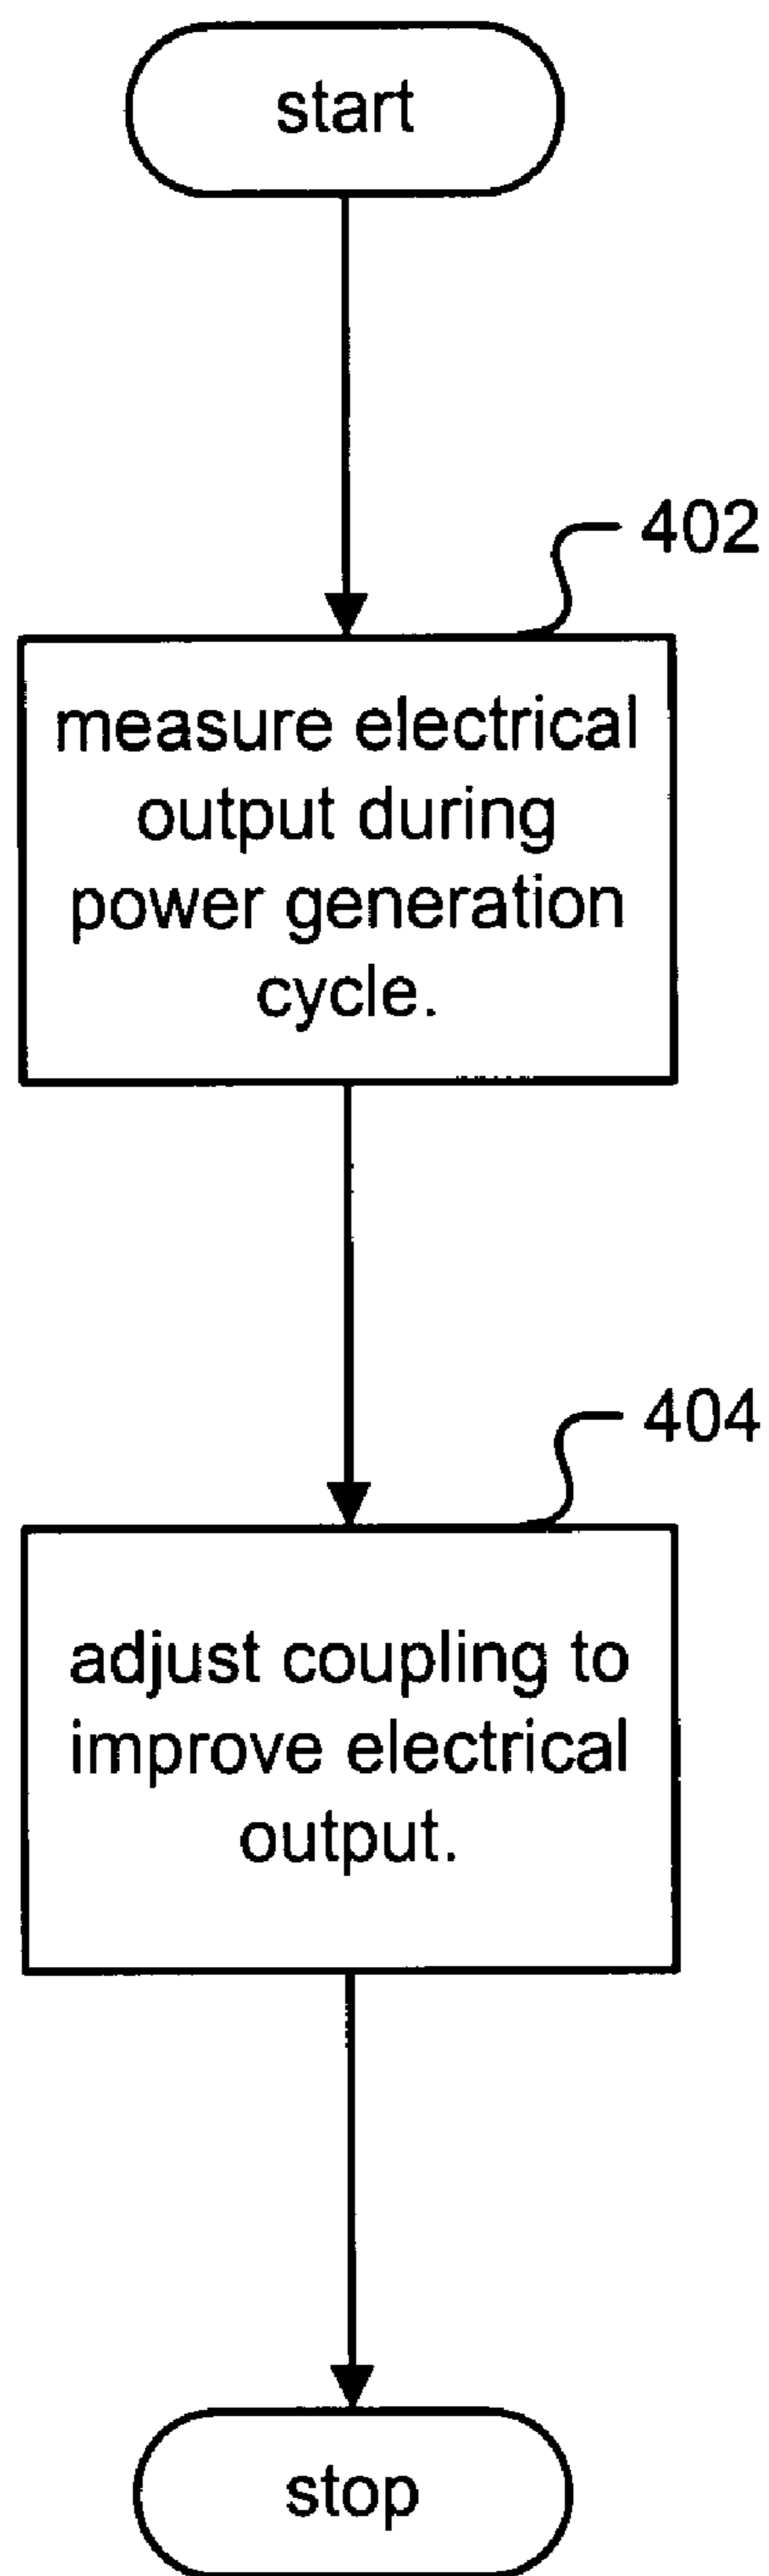 start
402
measure electrical
output during
power generation
cycle.
404
adjust coupling to
improve electrical
output.
stop